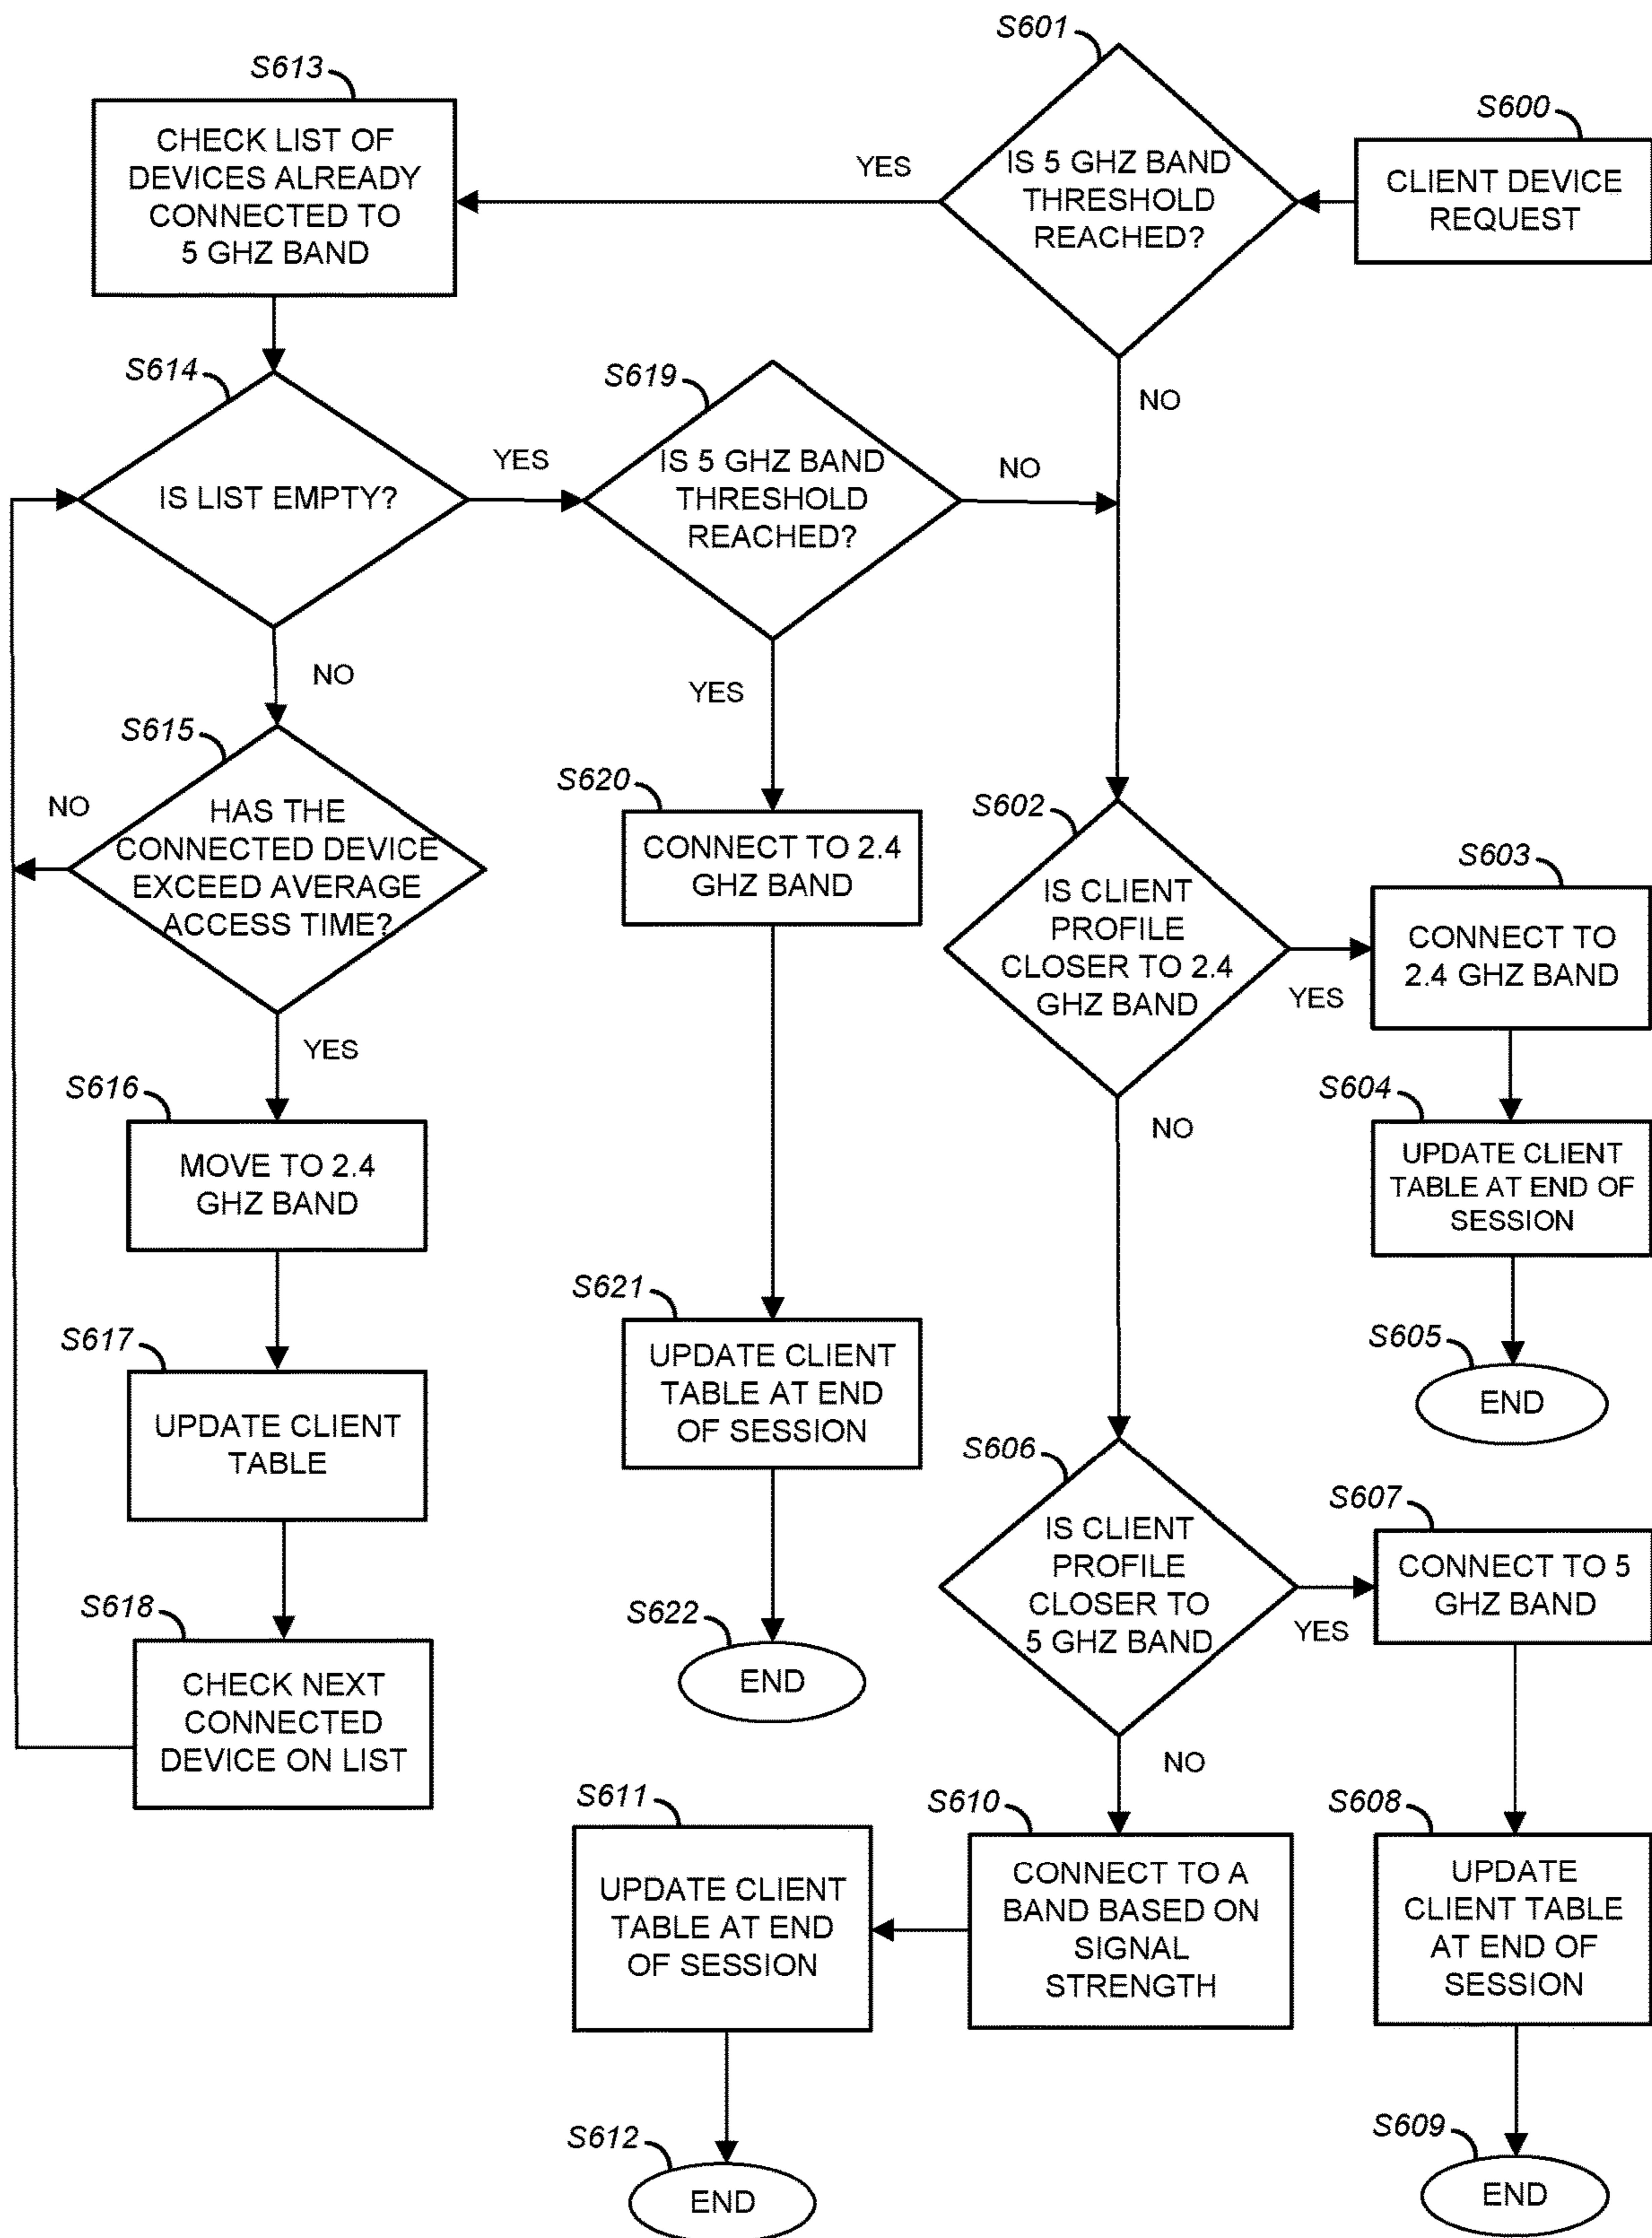 S601
S613
S600
CHECK LIST OF
DEVICES ALREADY
CONNECTED TO
5 GHZ BAND
YES
IS 5 GHZ BAND
THRESHOLD
REACHED?
CLIENT DEVICE
REQUEST
S614
S619
NO
IS LIST EMPTY?
YES
IS 5 GHZ BAND
THRESHOLD
REACHED?
NO
NO
YES
S615
NO
HAS THE
CONNECTED DEVICE
EXCEED AVERAGE
ACCESS TIME?
YES
S620
CONNECT TO 2.4
GHZ BAND
S602
IS CLIENT
PROFILE
CLOSER TO 2.4
GHZ BAND
YES
NO
S603
CONNECT TO
2.4 GHZ BAND
S616
MOVE TO 2.4
GHZ BAND
S604
UPDATE CLIENT
TABLE AT END OF
SESSION
S621
UPDATE CLIENT
TABLE AT END
OF SESSION
S605
END
S617
UPDATE CLIENT
TABLE
S606
IS CLIENT
PROFILE
CLOSER TO
5 GHZ BAND
YES
NO
S607
CONNECT TO 5
GHZ BAND
S618
CHECK NEXT
CONNECTED
DEVICE ON LIST
S622
END
S611
UPDATE CLIENT
TABLE AT END
OF SESSION
S610
CONNECT TO A
BAND BASED ON
SIGNAL
STRENGTH
S608
UPDATE
CLIENT TABLE
AT END OF
SESSION
S612
END
S609
END